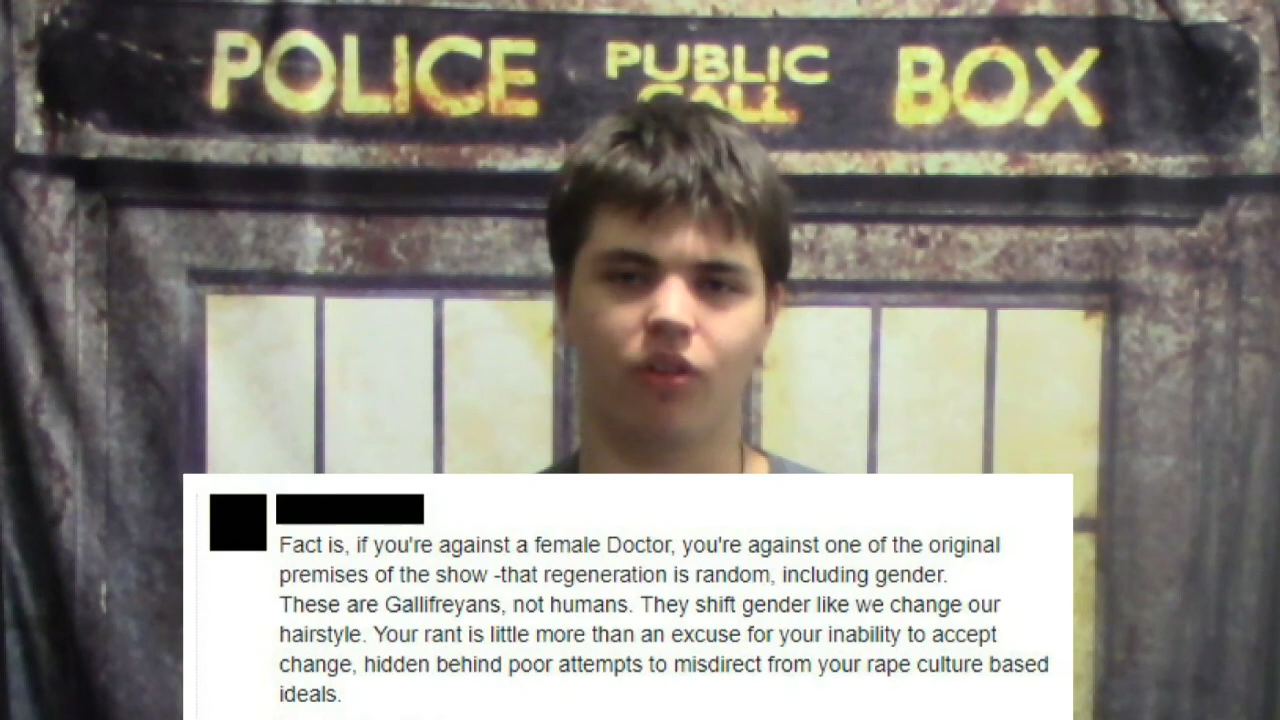 POLICE PUBLIC CALL BOX
Fact is, if you're against a female Doctor, you're against one of the original
premises of the show -that regeneration is random, including gender.
These are Gallifreyans, not humans. They shift gender like we change our
hairstyle. Your rant is little more than an excuse for your inability to accept
change, hidden behind poor attempts to misdirect from your rape culture based
ideals.